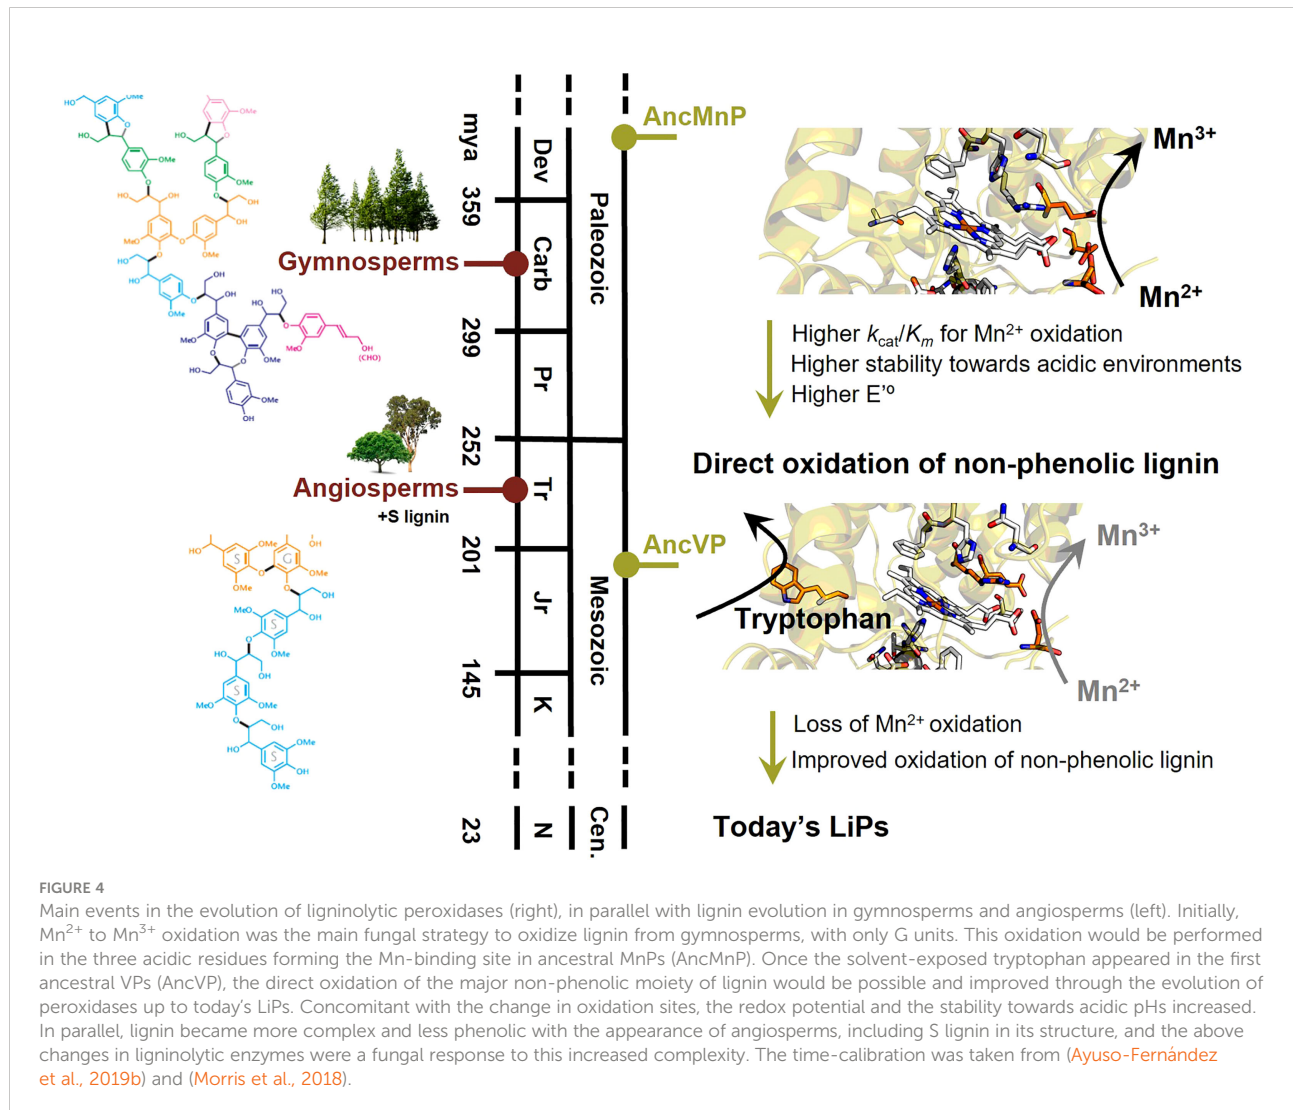 mya
359
299
252
201
145
23
Dev
Carb
Pr
Tr
Jr
K
N
Paleozoic
Mesozoic
Cen.
Gymnosperms
Angiosperms
+S lignin
AncMnP
AncVP
Mn³⁺
Mn²⁺
Higher kcat/Km for Mn²⁺ oxidation
Higher stability towards acidic environments
Higher E'º
Direct oxidation of non-phenolic lignin
Tryptophan
Mn³⁺
Mn²⁺
Loss of Mn²⁺ oxidation
Improved oxidation of non-phenolic lignin
Today's LiPs
FIGURE 4
Main events in the evolution of ligninolytic peroxidases (right), in parallel with lignin evolution in gymnosperms and angiosperms (left). Initially,
Mn²⁺ to Mn³⁺ oxidation was the main fungal strategy to oxidize lignin from gymnosperms, with only G units. This oxidation would be performed
in the three acidic residues forming the Mn-binding site in ancestral MnPs (AncMnP). Once the solvent-exposed tryptophan appeared in the first
ancestral VPs (AncVP), the direct oxidation of the major non-phenolic moiety of lignin would be possible and improved through the evolution of
peroxidases up to today's LiPs. Concomitant with the change in oxidation sites, the redox potential and the stability towards acidic pHs increased.
In parallel, lignin became more complex and less phenolic with the appearance of angiosperms, including S lignin in its structure, and the above
changes in ligninolytic enzymes were a fungal response to this increased complexity. The time-calibration was taken from (Ayuso-Fernández
et al., 2019b) and (Morris et al., 2018).